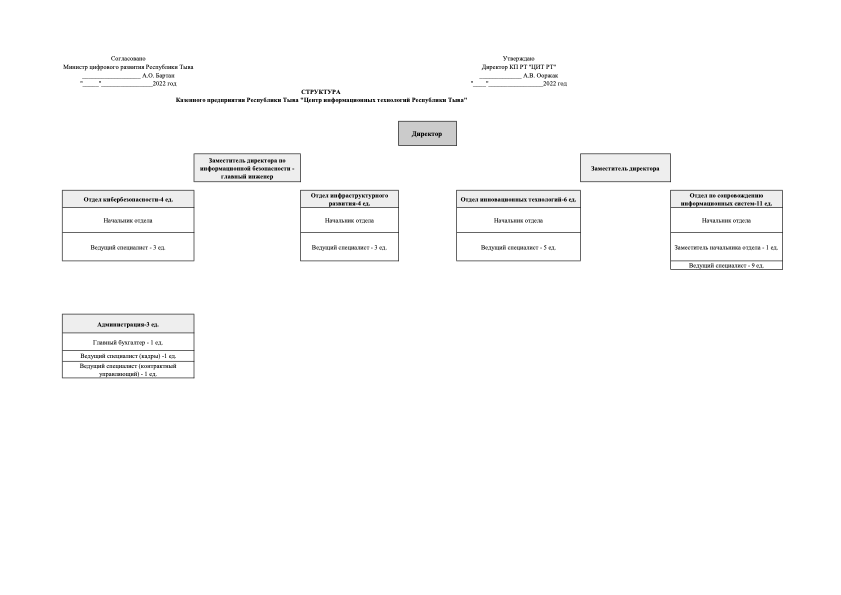 Согласовано
Министр цифрового развития Республики Тыва
___________________ А.О. Бартан
"_____"________________2022 год
Утверждаю
Директор КП РТ "ЦИТ РТ"
______________ А.В. Ооржак
"____"__________________2022 год
СТРУКТУРА
Казенного предприятия Республики Тыва "Центр информационных технологий Республики Тыва"
Директор
Заместитель директора по
информационной безопасности -
главный инженер
Заместитель директора
Отдел кибербезопасности-4 ед.
Начальник отдела
Ведущий специалист - 3 ед.
Отдел инфраструктурного
развития-4 ед.
Начальник отдела
Ведущий специалист - 3 ед.
Отдел инновационных технологий-6 ед.
Начальник отдела
Ведущий специалист - 5 ед.
Отдел по сопровождению
информационных систем-11 ед.
Начальник отдела
Заместитель начальника отдела - 1 ед.
Ведущий специалист - 9 ед.
Администрация-3 ед.
Главный бухгалтер - 1 ед.
Ведущий специалист (кадры) -1 ед.
Ведущий специалист (контрактный
управляющий) - 1 ед.